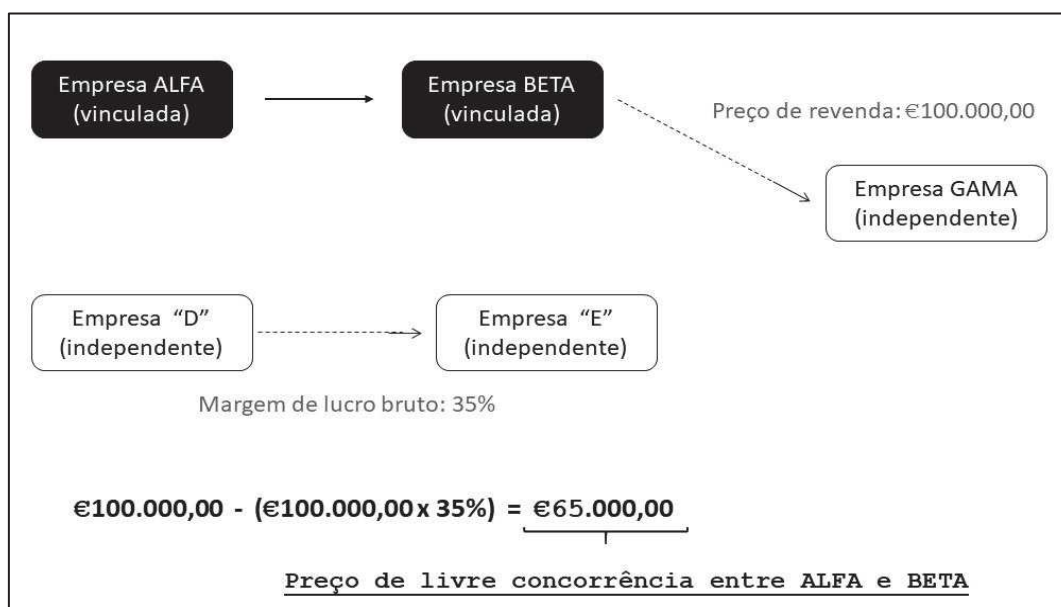 Empresa ALFA
(vinculada)
Empresa BETA
(vinculada)
Preço de revenda: €100.000,00
Empresa GAMA
(independente)
Empresa “D”
(independente)
Empresa “E”
(independente)
Margem de lucro bruto: 35%
€100.000,00 - (€100.000,00 x 35%) = €65.000,00
Preço de livre concorrência entre ALFA e BETA